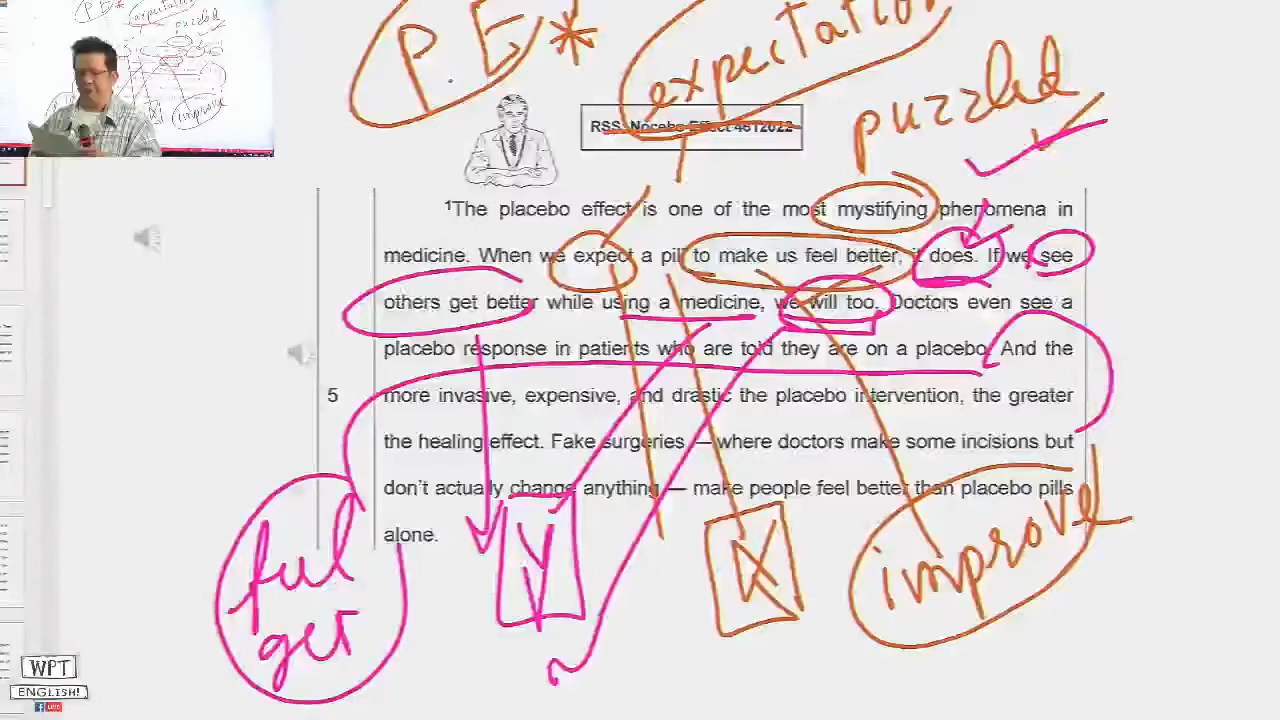 P.E*
expectation
puzzled
RSS: Nocebo Effect 4612022
¹The placebo effect is one of the most mystifying phenomena in
medicine. When we expect a pill to make us feel better, it does. If we see
others get better while using a medicine, we will too. Doctors even see a
placebo response in patients who are told they are on a placebo. And the
5 more invasive, expensive, and drastic the placebo intervention, the greater
the healing effect. Fake surgeries — where doctors make some incisions but
don't actually change anything — make people feel better than placebo pills
alone.
Y
X
improve
get
WPT
ENGLISH!
LIVE